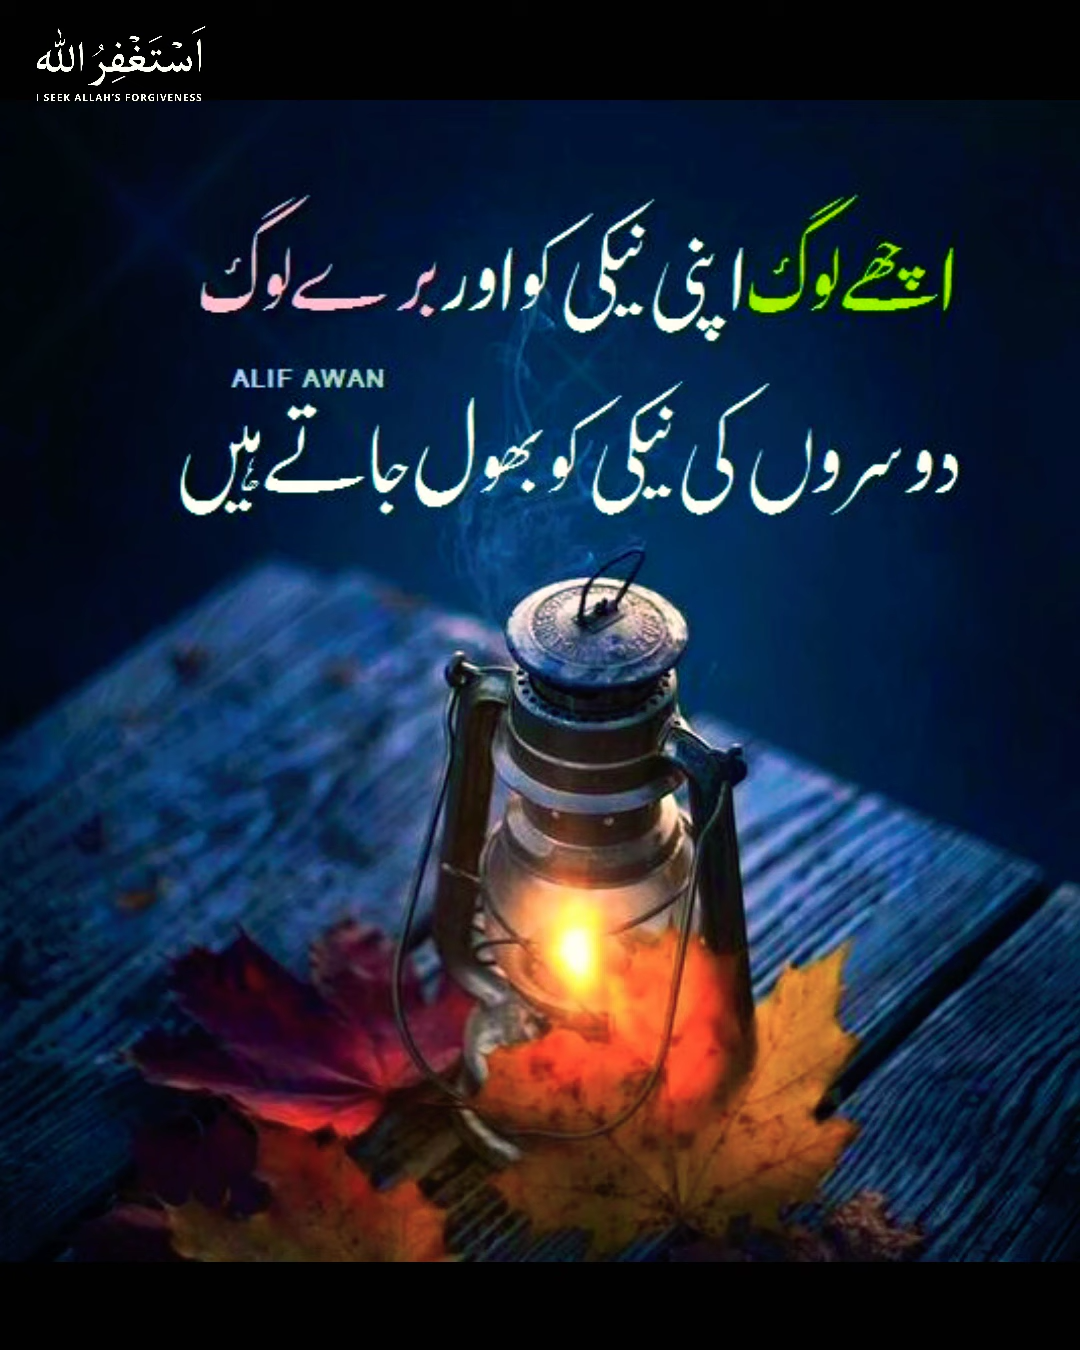 اَسْتَغْفِرُ الله
I SEEK ALLAH'S FORGIVENESS
اچھے لوگ اپنی نیکی کو اور برے لوگ
ALIF AWAN
دوسروں کی نیکی کو بھول جاتے ہیں